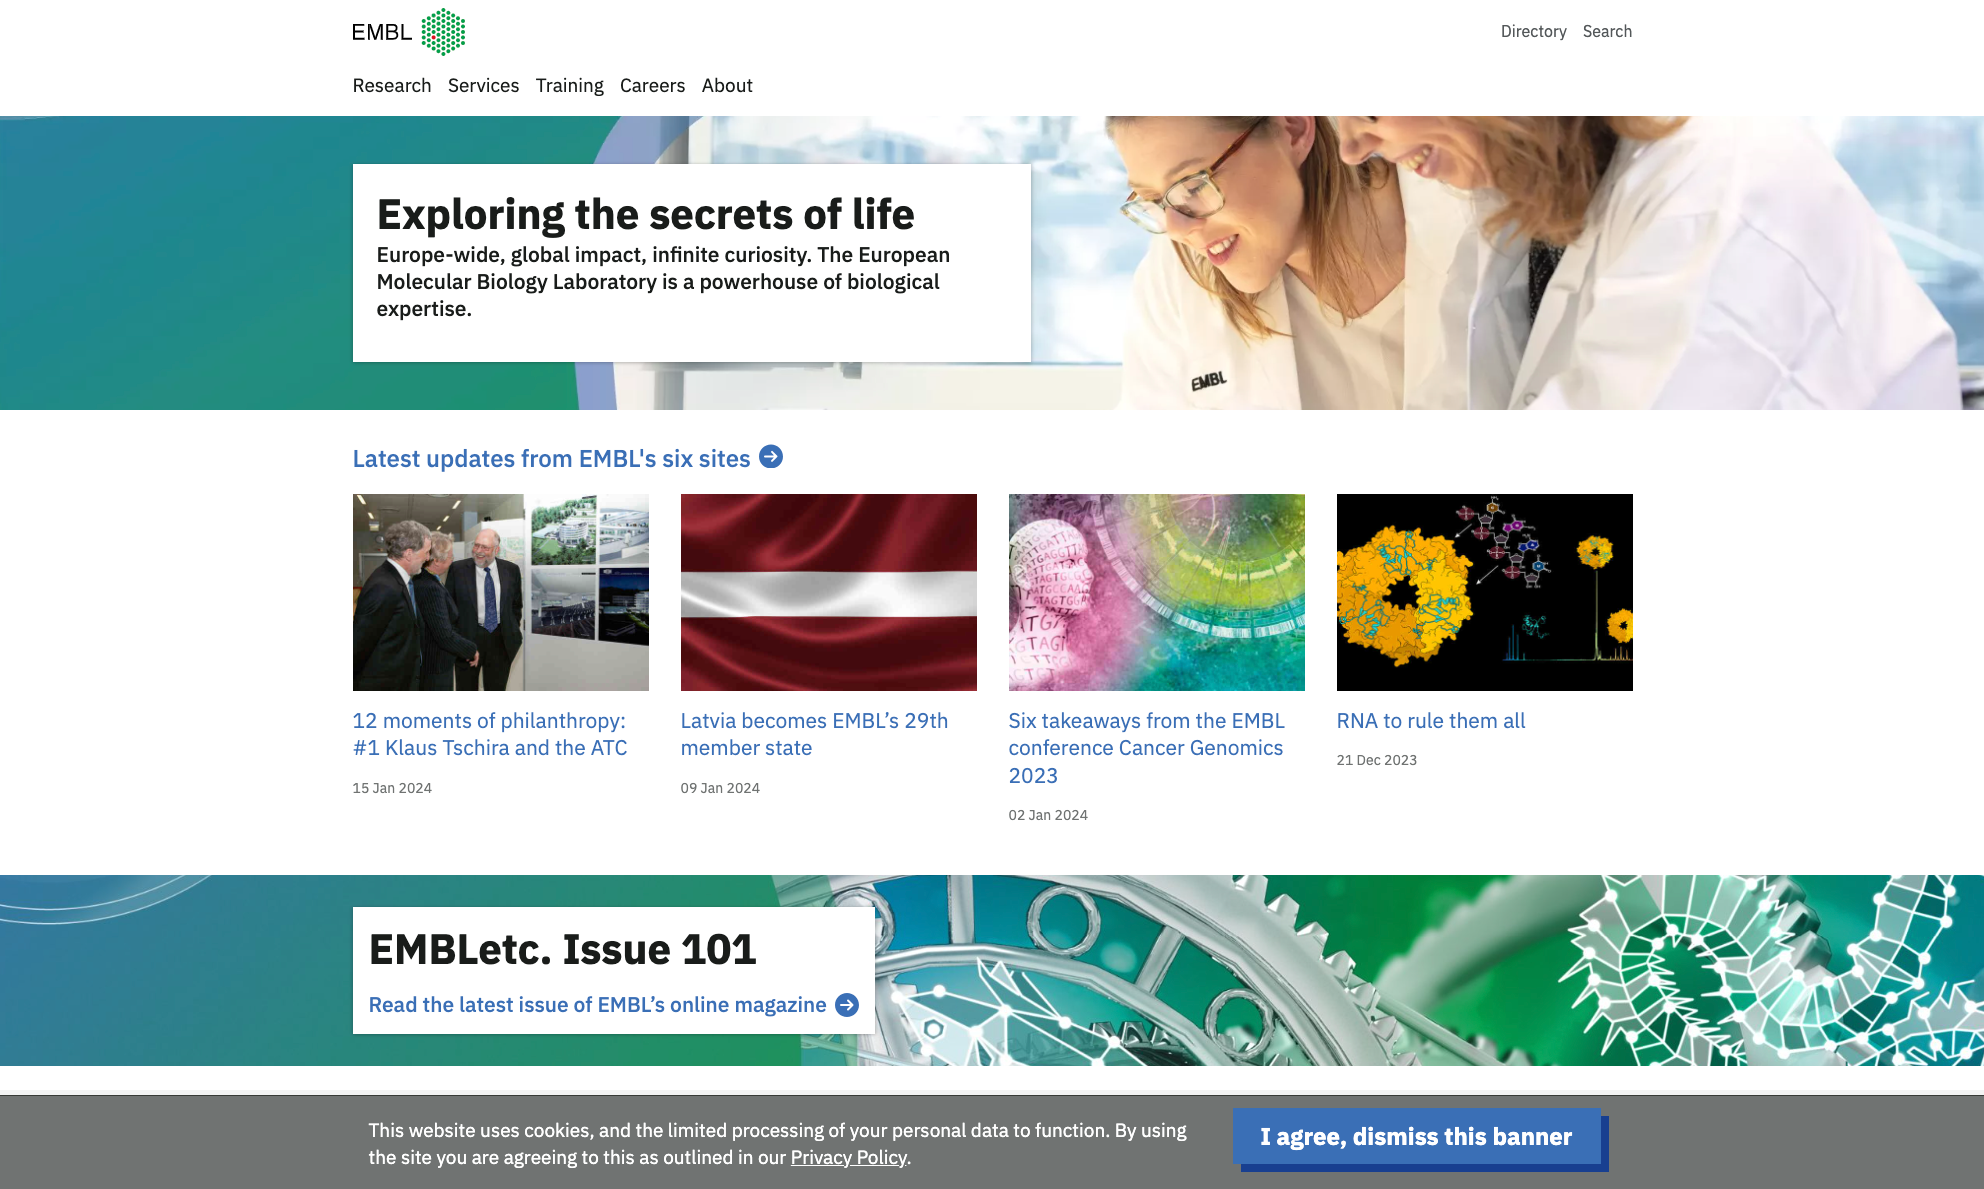 EMBL
Directory Search
Research Services Training Careers About
Exploring the secrets of life
Europe-wide, global impact, infinite curiosity. The European
Molecular Biology Laboratory is a powerhouse of biological
expertise.
EMBL
Latest updates from EMBL's six sites
12 moments of philanthropy:
#1 Klaus Tschira and the ATC
15 Jan 2024
Latvia becomes EMBL’s 29th
member state
09 Jan 2024
Six takeaways from the EMBL
conference Cancer Genomics
2023
02 Jan 2024
RNA to rule them all
21 Dec 2023
EMBLetc. Issue 101
Read the latest issue of EMBL’s online magazine
This website uses cookies, and the limited processing of your personal data to function. By using
the site you are agreeing to this as outlined in our Privacy Policy.
I agree, dismiss this banner